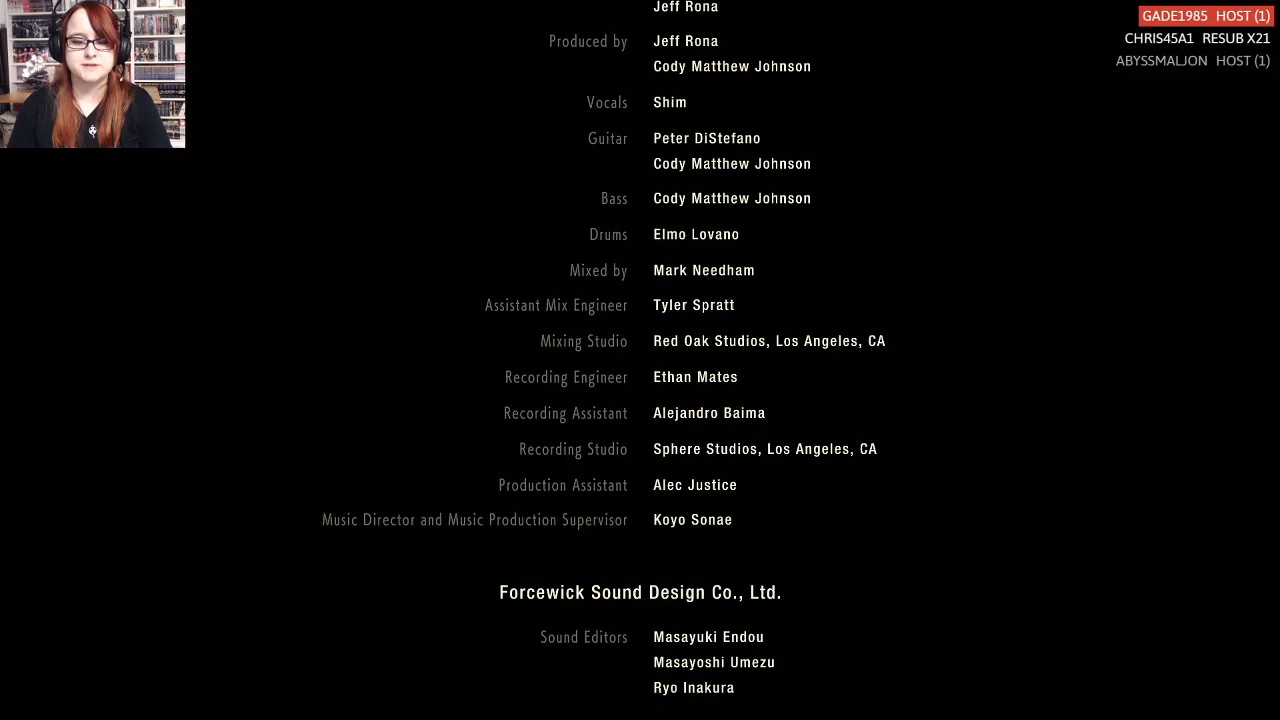 GADE1985 HOST (1)
CHRIS45A1 RESUB X21
ABYSSMALJON HOST (1)
Jeff Rona
Produced by Jeff Rona
Cody Matthew Johnson
Vocals Shim
Guitar Peter DiStefano
Cody Matthew Johnson
Bass Cody Matthew Johnson
Drums Elmo Lovano
Mixed by Mark Needham
Assistant Mix Engineer Tyler Spratt
Mixing Studio Red Oak Studios, Los Angeles, CA
Recording Engineer Ethan Mates
Recording Assistant Alejandro Baima
Recording Studio Sphere Studios, Los Angeles, CA
Production Assistant Alec Justice
Music Director and Music Production Supervisor Koyo Sonae
Forcewick Sound Design Co., Ltd.
Sound Editors Masayuki Endou
Masayoshi Umezu
Ryo Inakura